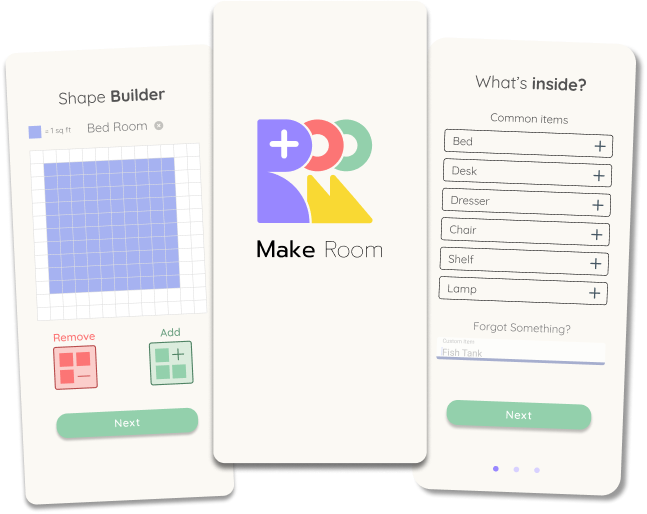 Shape Builder
= 1 sq ft
Bed Room
Remove
Add
Next
Make Room
What's inside?
Common items
Bed
Desk
Dresser
Chair
Shelf
Lamp
Forgot Something?
Custom item
Fish Tank
Next